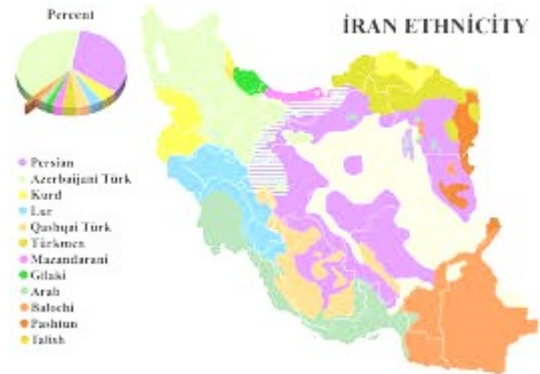 Percent
İRAN ETHNİCİTY
Persian
Azerbaijani Türk
Kurd
Lur
Qashqai Türk
Türkmen
Mazandarani
Gilaki
Arab
Balochi
Pashtun
Talish